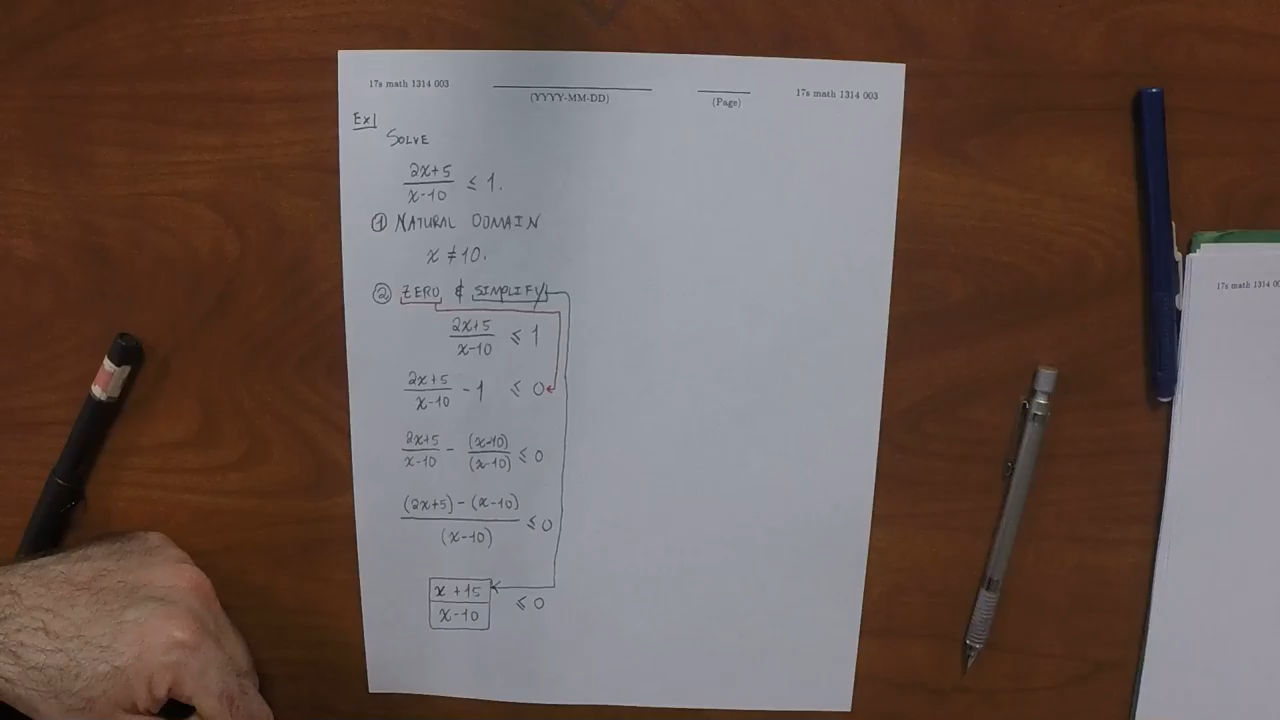 17s math 1314 003
(YYYY-MM-DD)
(Page)
17s math 1314 003
Ex1
SOLVE
(2x+5)/(x-10) ≤ 1.
① NATURAL DOMAIN
x ≠ 10.
② ZERO & SIMPLIFY
(2x+5)/(x-10) ≤ 1
(2x+5)/(x-10) - 1 ≤ 0
(2x+5)/(x-10) - (x-10)/(x-10) ≤ 0
((2x+5) - (x-10))/(x-10) ≤ 0
(x+15)/(x-10) ≤ 0
17s math 1314 00